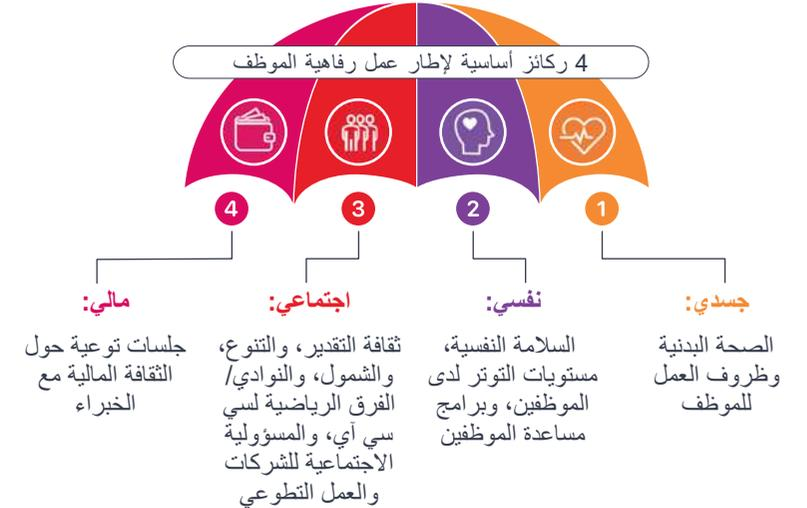 4 ركائز أساسية لإطار عمل رفاهية الموظف
1
جسدي:
الصحة البدنية
وظروف العمل
للموظف
2
نفسي:
السلامة النفسية،
مستويات التوتر لدى
الموظفين، وبرامج
مساعدة الموظفين
3
اجتماعي:
ثقافة التقدير، والتنوع،
والشمول، والنوادي/
الفرق الرياضية لسي
سي آي، والمسؤولية
الاجتماعية للشركات
والعمل التطوعي
4
مالي:
جلسات توعية حول
الثقافة المالية مع
الخبراء